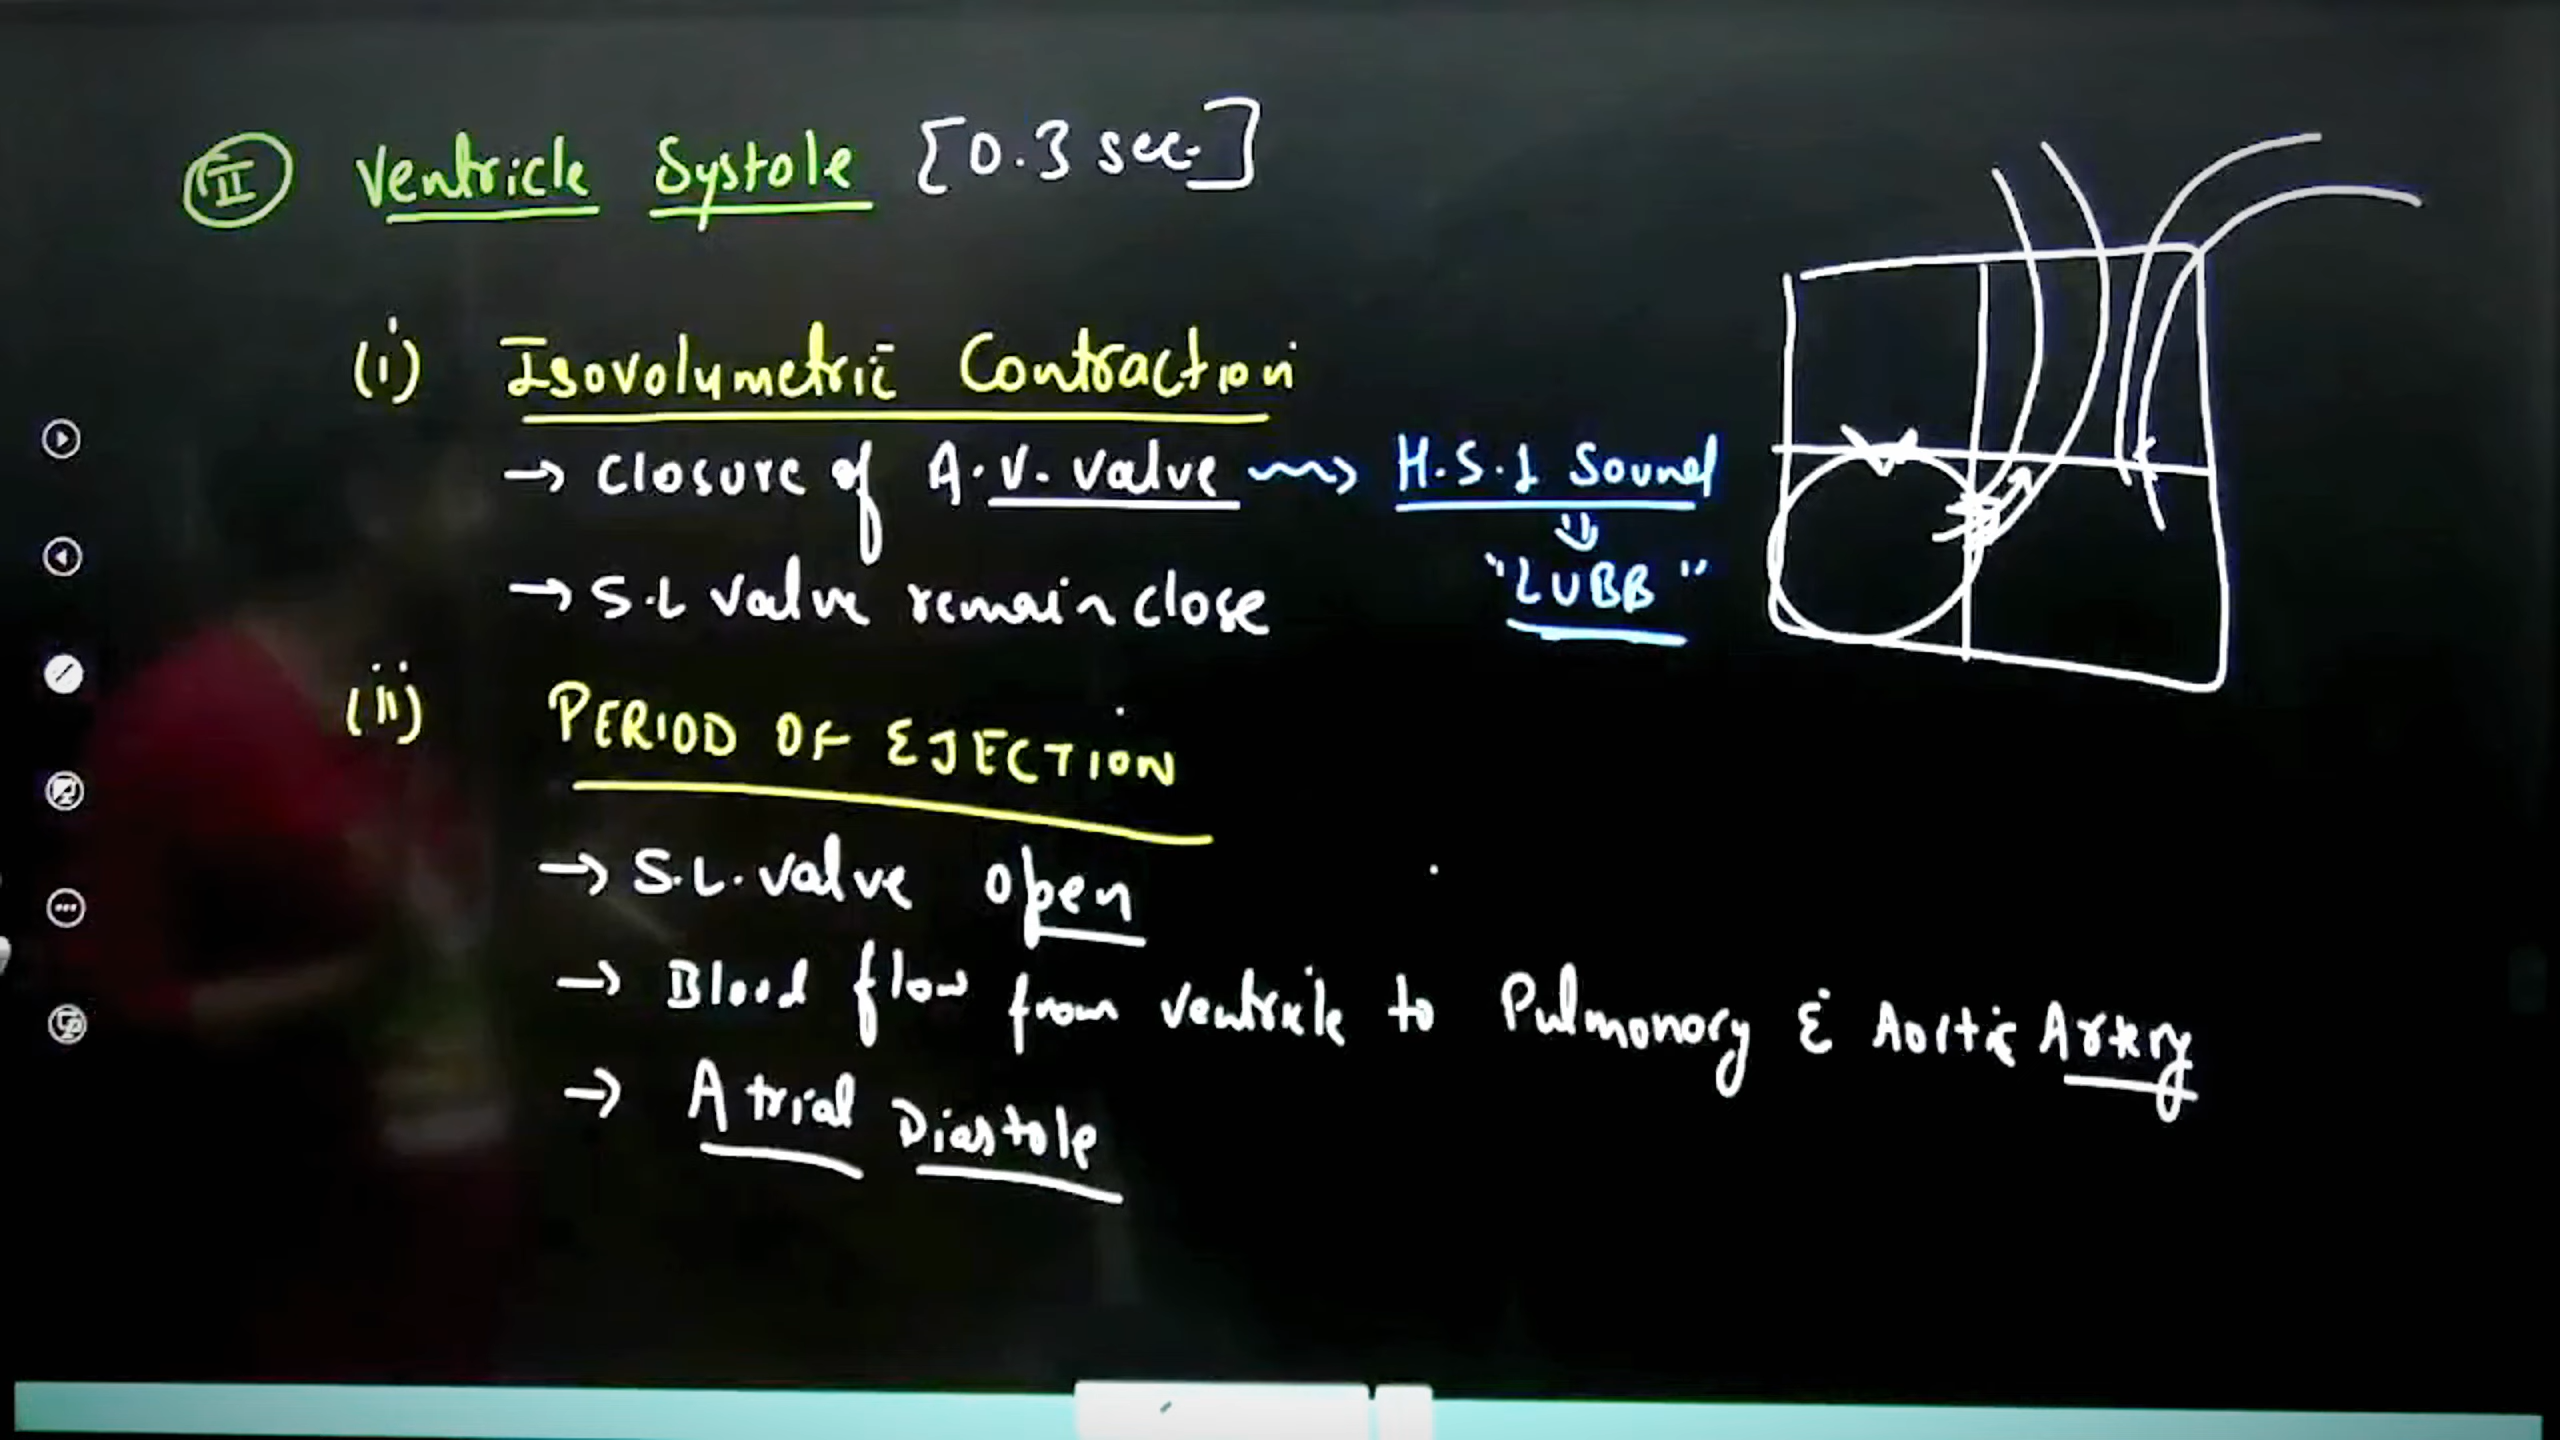 II Ventricle Systole [0.3 sec.]
(i) Isovolumetric Contraction
→ Closure of A.V. Valve ⟿ H.S.1 Sound
⇓
"LUBB"
→ S.L Valve remain close
(ii) PERIOD OF EJECTION
→ S.L. valve open
→ Blood flow from ventricle to Pulmonory & Aortic Artery
→ Atrial Diastole